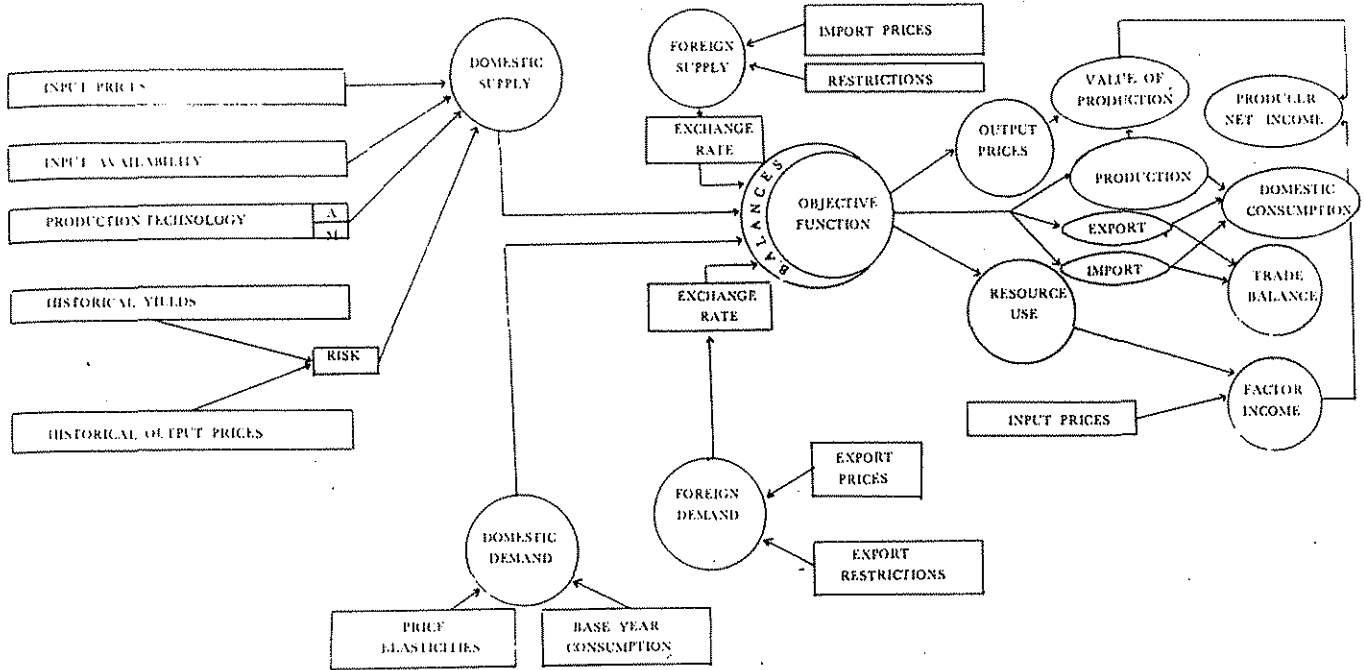 INPUT PRICES
INPUT AVAILABILITY
PRODUCTION TECHNOLOGY
A
M
HISTORICAL YIELDS
RISK
HISTORICAL OUTPUT PRICES
DOMESTIC
SUPPLY
FOREIGN
SUPPLY
IMPORT PRICES
RESTRICTIONS
EXCHANGE
RATE
BALANCES
OBJECTIVE
FUNCTION
EXCHANGE
RATE
OUTPUT
PRICES
VALUE OF
PRODUCTION
PRODUCER
NET INCOME
PRODUCTION
DOMESTIC
CONSUMPTION
EXPORT
IMPORT
TRADE
BALANCE
RESOURCE
USE
INPUT PRICES
FACTOR
INCOME
FOREIGN
DEMAND
EXPORT
PRICES
EXPORT
RESTRICTIONS
DOMESTIC
DEMAND
PRICE
ELASTICITIES
BASE YEAR
CONSUMPTION